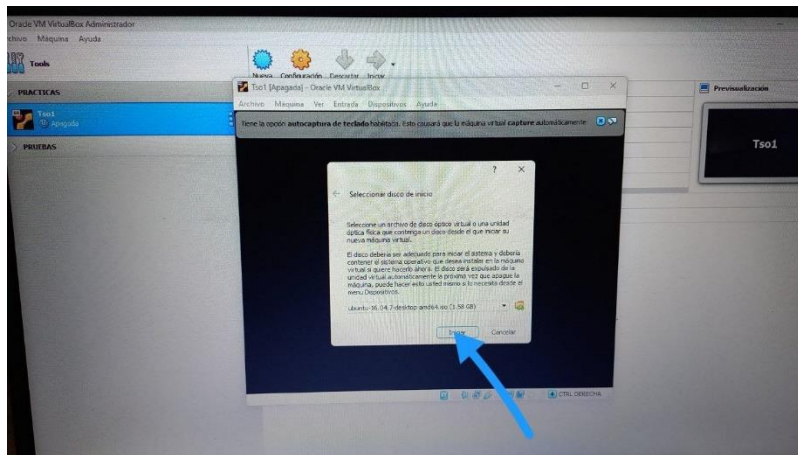 Oracle VM VirtualBox Administrador
Máquina Ayuda
Tools
Nueva Configuración Descartar Iniciar
PRACTICAS
Tso1
Apagada
PRUEBAS
Tso1 [Apagada] - Oracle VM VirtualBox
Archivo Máquina Ver Entrada Dispositivos Ayuda
Tiene la opción autocaptura de teclado habilitada. Esto causará que la máquina virtual capture automáticamente
Seleccionar disco de inicio
Seleccione un archivo de disco óptico virtual o una unidad
óptica física que contenga un disco desde el que iniciar su
nueva máquina virtual.
El disco debería ser adecuado para iniciar el sistema y debería
contener el sistema operativo que desea instalar en la máquina
virtual si quiere hacerlo ahora. El disco será expulsado de la
unidad virtual automáticamente la próxima vez que apague la
máquina, puede hacer esto usted mismo si lo necesita desde el
menú Dispositivos.
ubuntu-16.04.7-desktop-amd64.iso (1,58 GB)
Iniciar Cancelar
CTRL DERECHA
Previsualización
Tso1